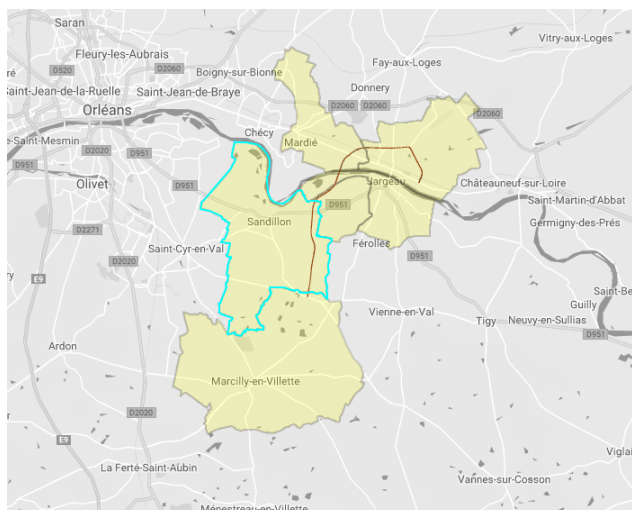 Saran
Vitry-aux-Loges
Fleury-les-Aubrais
Fay-aux-Loges
D520
D2060
Boigny-sur-Bionne
Saint-Jean-de-la-Ruelle
Saint-Jean-de-Braye
Donnery
Orléans
D2060
D2060
D2060
Chécy
Mardié
e-Saint-Mesmin
D2020
D951
D951
Olivet
Jargeau
Châteauneuf-sur-Loire
Saint-Martin-d'Abbat
D951
Sandillon
Germigny-des-Prés
D2271
Saint-Cyr-en-Val
Férolles
D951
D2020
E9
Saint-Be
Guilly
Vienne-en-Val
Tigy
Neuvy-en-Sullias
D951
Ardon
Marcilly-en-Villette
D2020
E9
Viglai
La Ferté-Saint-Aubin
Vannes-sur-Cosson
Ménestreau-en-Villette